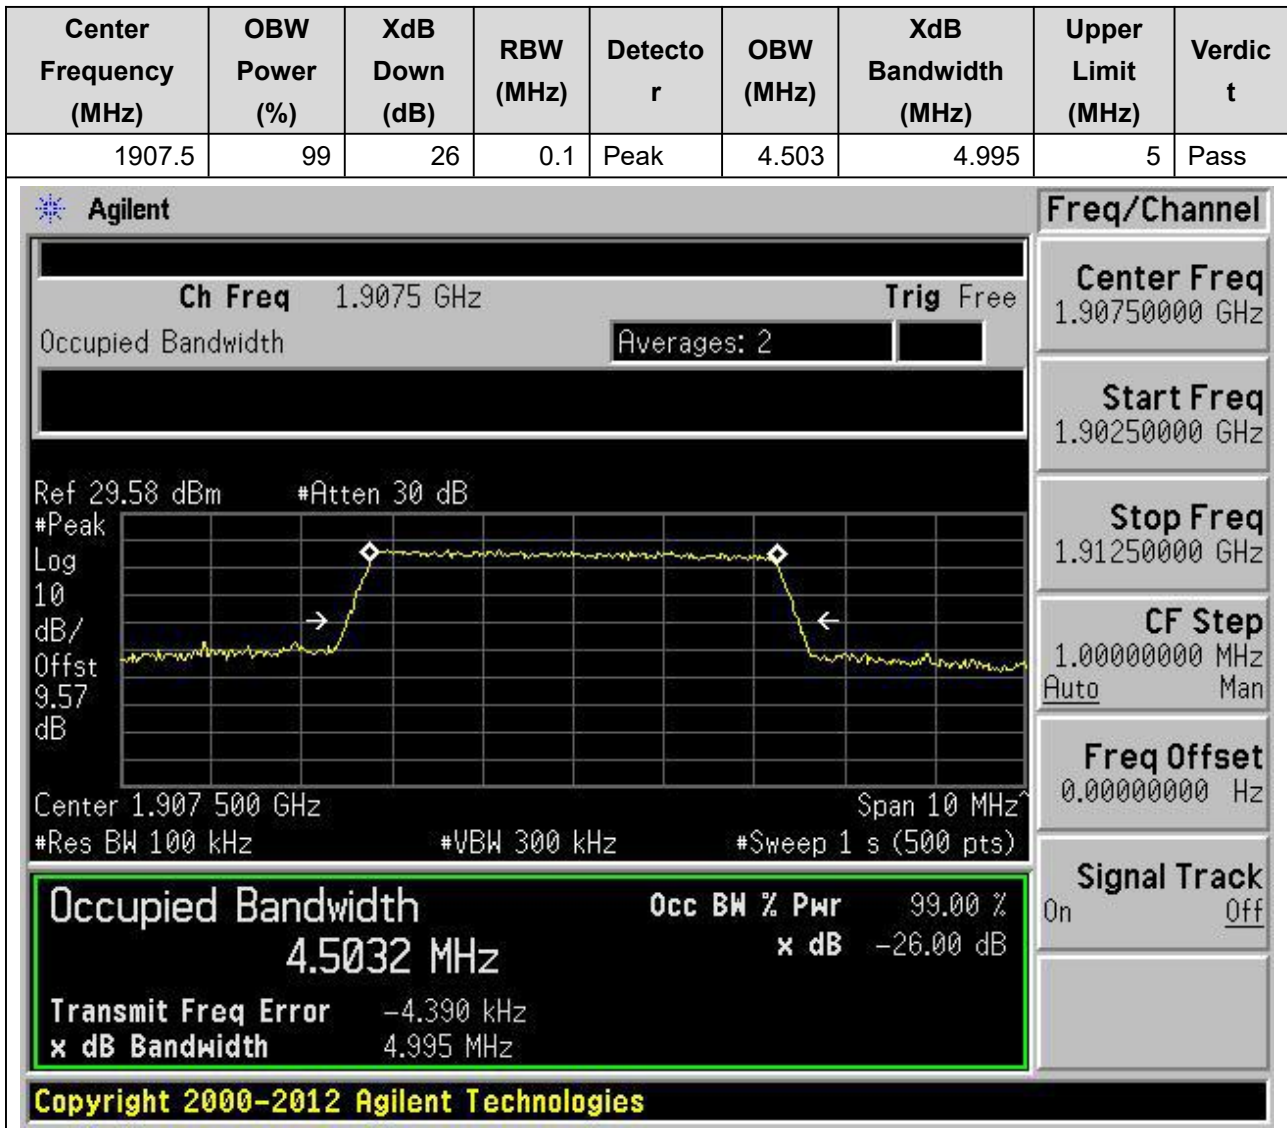 Center Frequency (MHz) OBW Power (%) XdB Down (dB) RBW (MHz) Detecto r OBW (MHz) XdB Bandwidth (MHz) Upper Limit (MHz) Verdic t
1907.5 99 26 0.1 Peak 4.503 4.995 5 Pass
Agilent
Freq/Channel
Ch Freq 1.9075 GHz Trig Free
Occupied Bandwidth Averages: 2
Center Freq
1.90750000 GHz
Start Freq
1.90250000 GHz
Stop Freq
1.91250000 GHz
CF Step
1.00000000 MHz
Auto Man
Freq Offset
0.00000000 Hz
Signal Track
On Off
Ref 29.58 dBm #Atten 30 dB
#Peak
Log
10
dB/
Offst
9.57
dB
Center 1.907 500 GHz Span 10 MHz^
#Res BW 100 kHz #VBW 300 kHz #Sweep 1 s (500 pts)
Occupied Bandwidth Occ BW % Pwr 99.00 %
4.5032 MHz x dB -26.00 dB
Transmit Freq Error -4.390 kHz
x dB Bandwidth 4.995 MHz
Copyright 2000-2012 Agilent Technologies